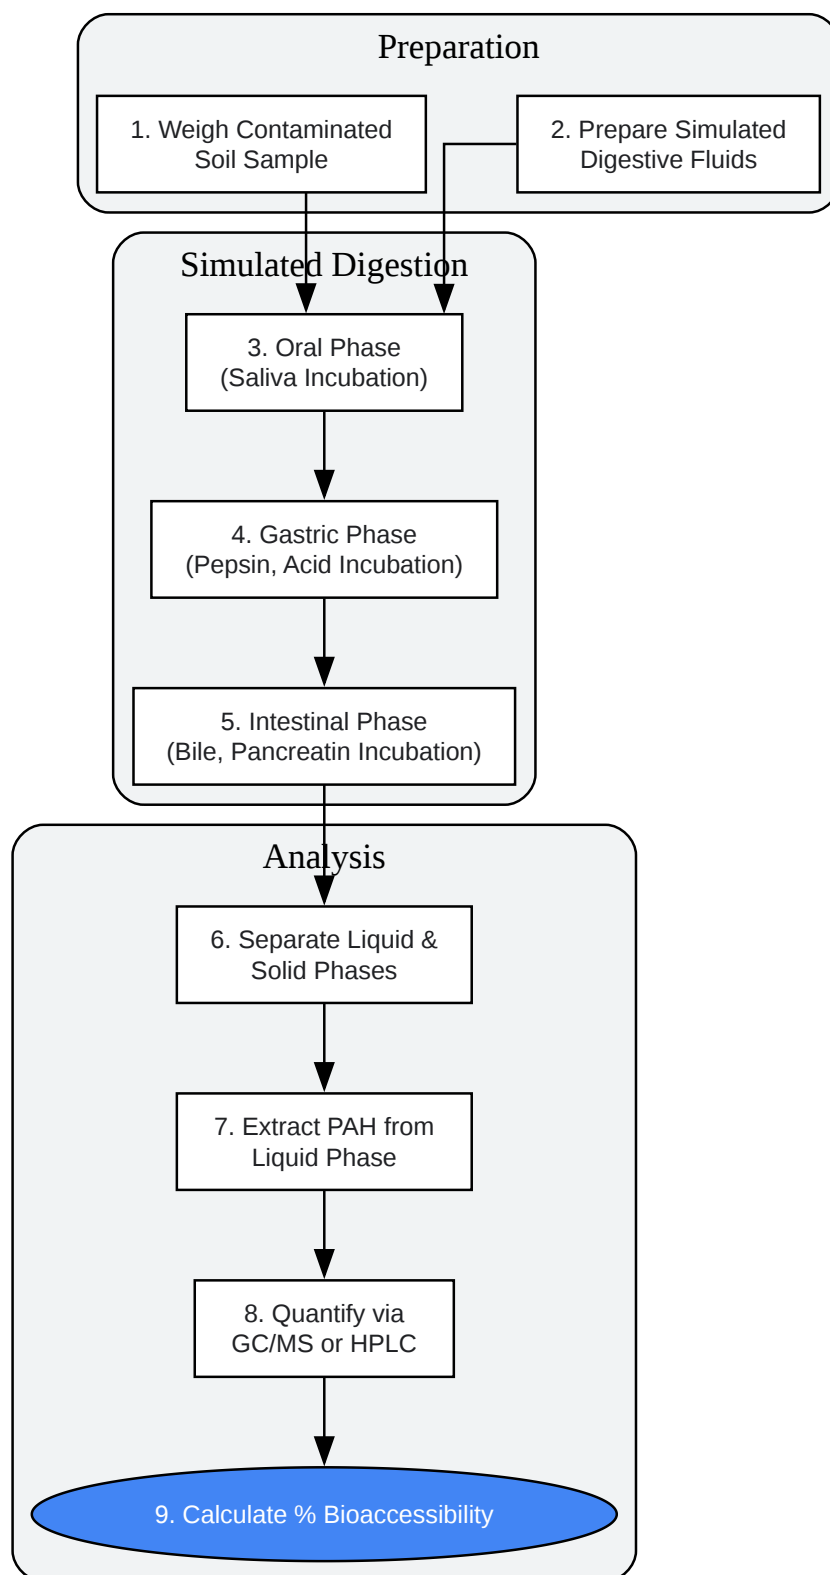 Preparation
1. Weigh Contaminated
Soil Sample
2. Prepare Simulated
Digestive Fluids
Simulated Digestion
3. Oral Phase
(Saliva Incubation)
4. Gastric Phase
(Pepsin, Acid Incubation)
5. Intestinal Phase
(Bile, Pancreatin Incubation)
Analysis
6. Separate Liquid &
Solid Phases
7. Extract PAH from
Liquid Phase
8. Quantify via
GC/MS or HPLC
9. Calculate % Bioaccessibility